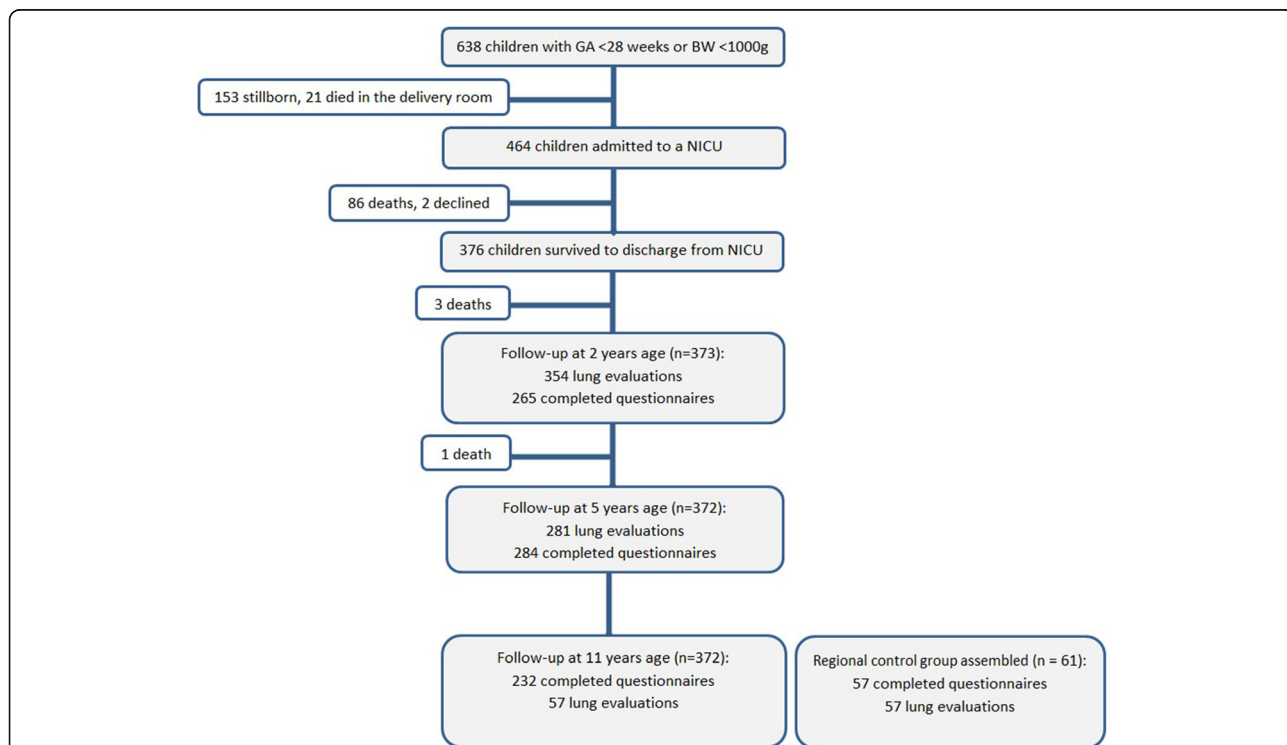 638 children with GA <28 weeks or BW <1000g
153 stillborn, 21 died in the delivery room
464 children admitted to a NICU
86 deaths, 2 declined
376 children survived to discharge from NICU
3 deaths
Follow-up at 2 years age (n=373):
354 lung evaluations
265 completed questionnaires
1 death
Follow-up at 5 years age (n=372):
281 lung evaluations
284 completed questionnaires
Follow-up at 11 years age (n=372):
232 completed questionnaires
57 lung evaluations
Regional control group assembled (n = 61):
57 completed questionnaires
57 lung evaluations